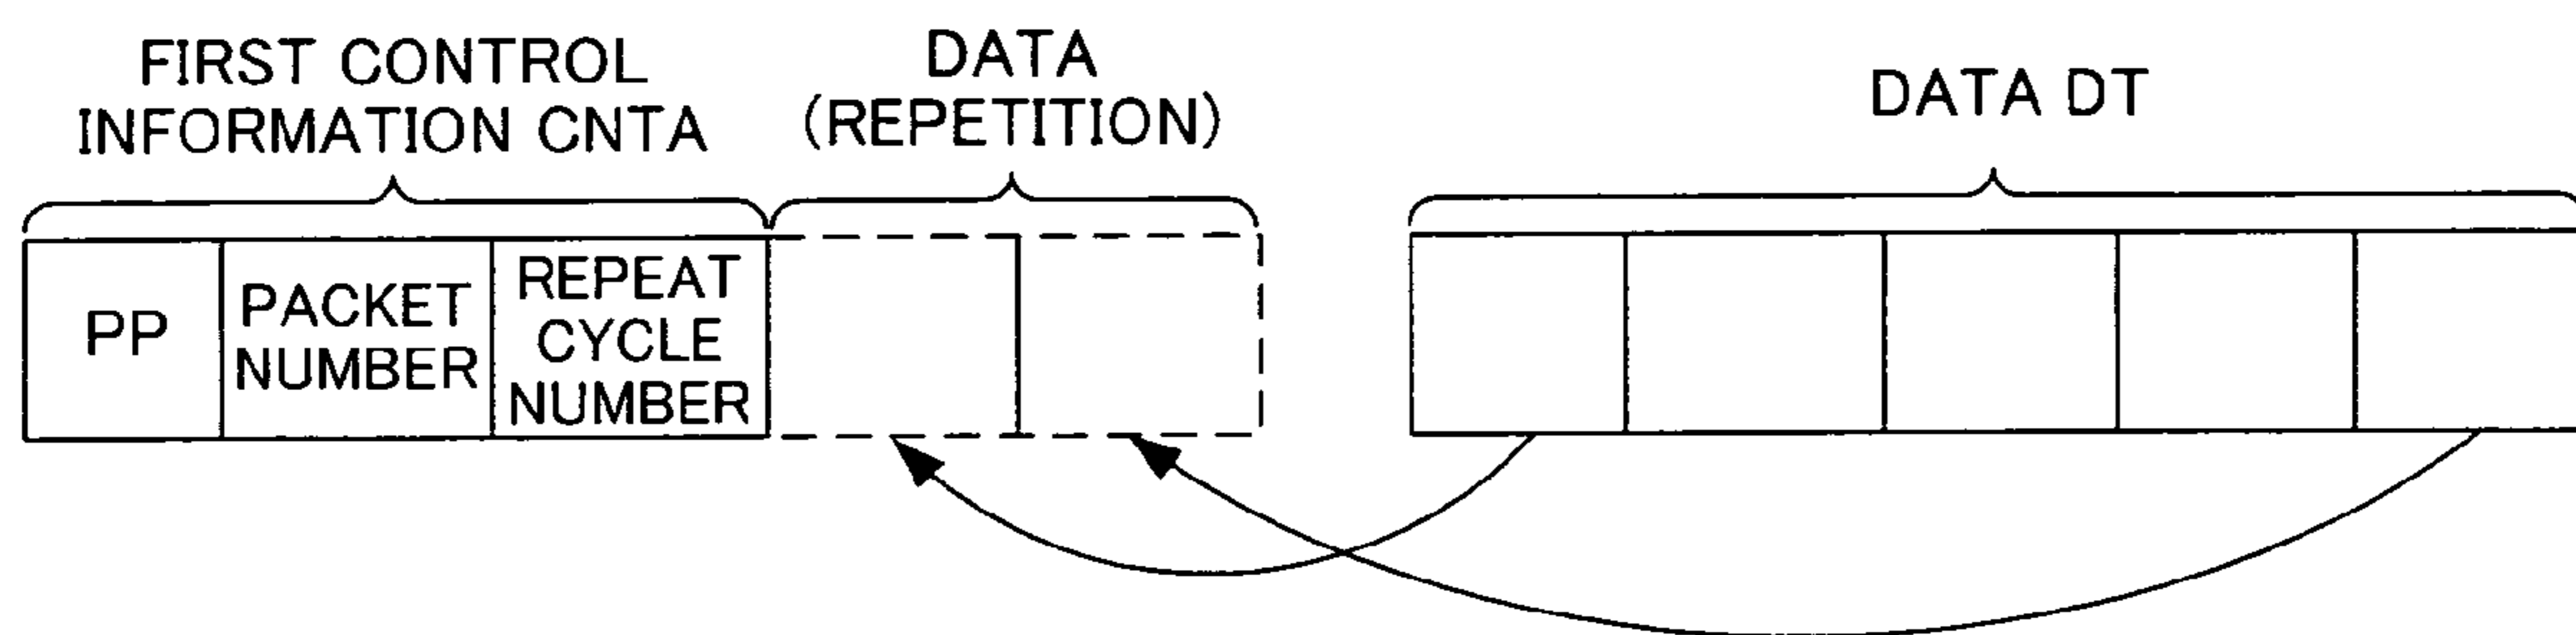 FIRST CONTROL
INFORMATION CNTA
DATA
(REPETITION)
DATA DT
PP
PACKET
NUMBER
REPEAT
CYCLE
NUMBER